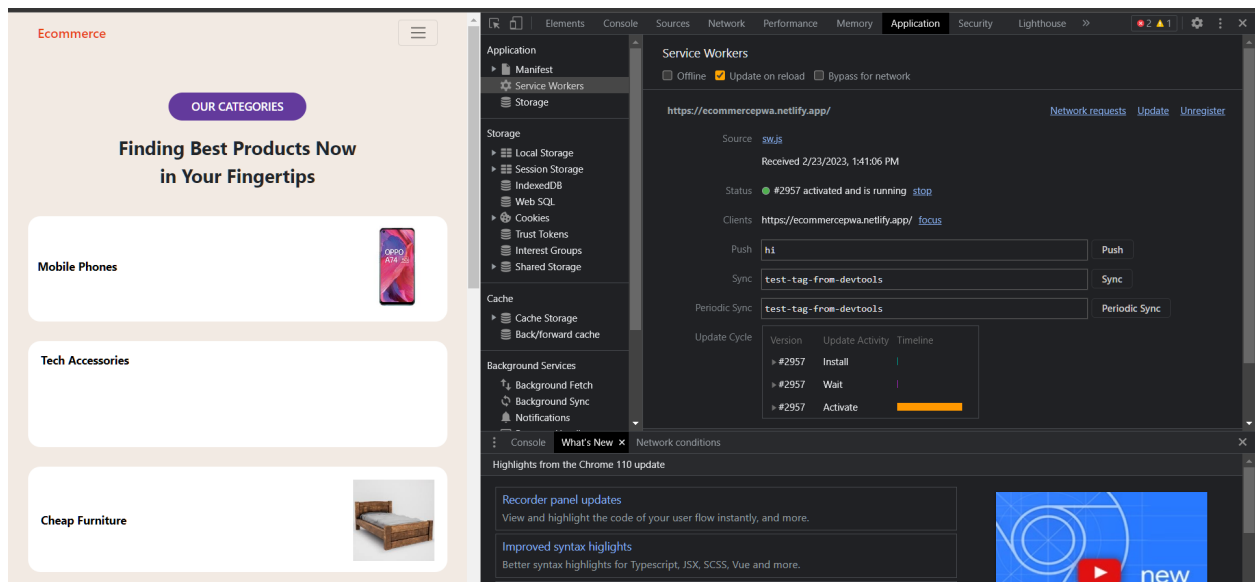 Ecommerce
OUR CATEGORIES
Finding Best Products Now
in Your Fingertips
Mobile Phones
OPPO
A74 5G
Tech Accessories
Cheap Furniture
Elements Console Sources Network Performance Memory Application Security Lighthouse » 2 1
Application
Manifest
Service Workers
Storage
Storage
Local Storage
Session Storage
IndexedDB
Web SQL
Cookies
Trust Tokens
Interest Groups
Shared Storage
Cache
Cache Storage
Back/forward cache
Background Services
Background Fetch
Background Sync
Notifications
Service Workers
Offline Update on reload Bypass for network
https://ecommercepwa.netlify.app/ Network requests Update Unregister
Source sw.js
Received 2/23/2023, 1:41:06 PM
Status #2957 activated and is running stop
Clients https://ecommercepwa.netlify.app/ focus
Push hi Push
Sync test-tag-from-devtools Sync
Periodic Sync test-tag-from-devtools Periodic Sync
Update Cycle Version Update Activity Timeline
#2957 Install
#2957 Wait
#2957 Activate
Console What's New × Network conditions
Highlights from the Chrome 110 update
Recorder panel updates
View and highlight the code of your user flow instantly, and more.
Improved syntax higlights
Better syntax highlights for Typescript, JSX, SCSS, Vue and more.
new